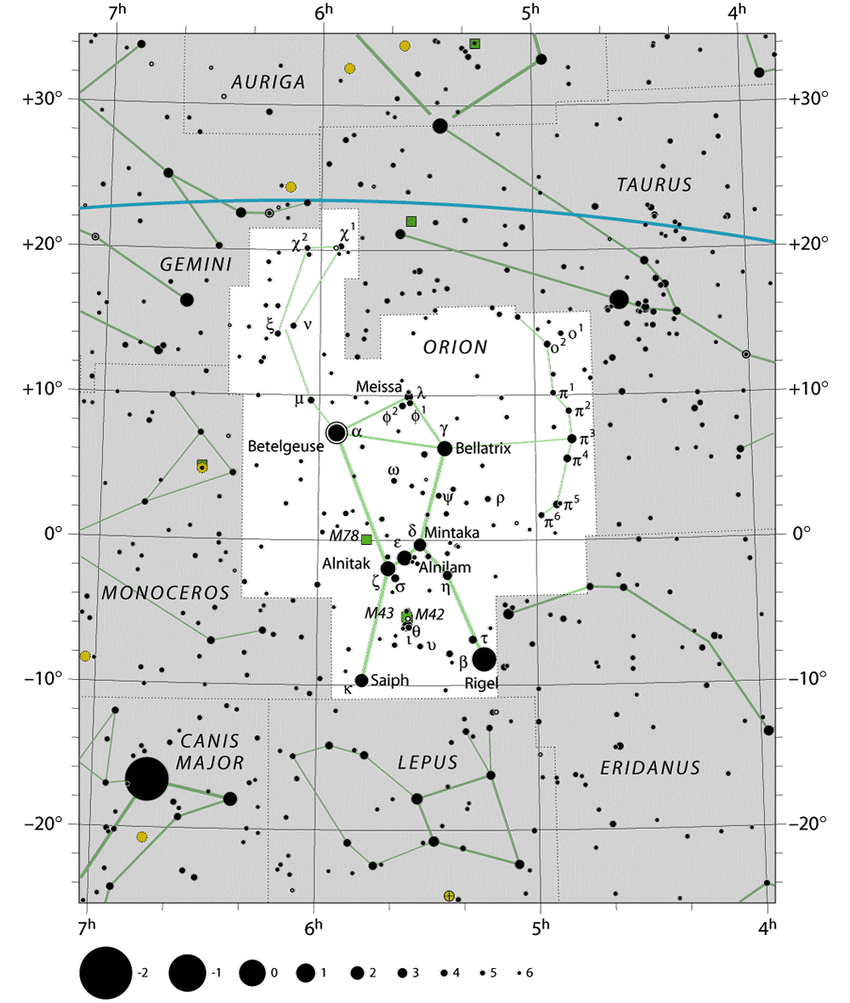 7h 6h 5h 4h
AURIGA
+30° +30°
TAURUS
+20° χ2 χ1 +20°
GEMINI
ξ ν ο1
ORION ο2
+10° Meissa λ π1 +10°
μ ϕ2 ϕ1 π2
α γ π3
Betelgeuse Bellatrix π4
ω
ψ ρ π5
π6
0° M78 δ Mintaka 0°
ε
Alnitak Alnilam
ζ σ η
MONOCEROS
M43 M42
θ
ι υ τ
β
−10° Saiph Rigel −10°
κ
CANIS
MAJOR LEPUS ERIDANUS
−20° −20°
7h 6h 5h 4h
-2 -1 0 1 2 3 4 5 6